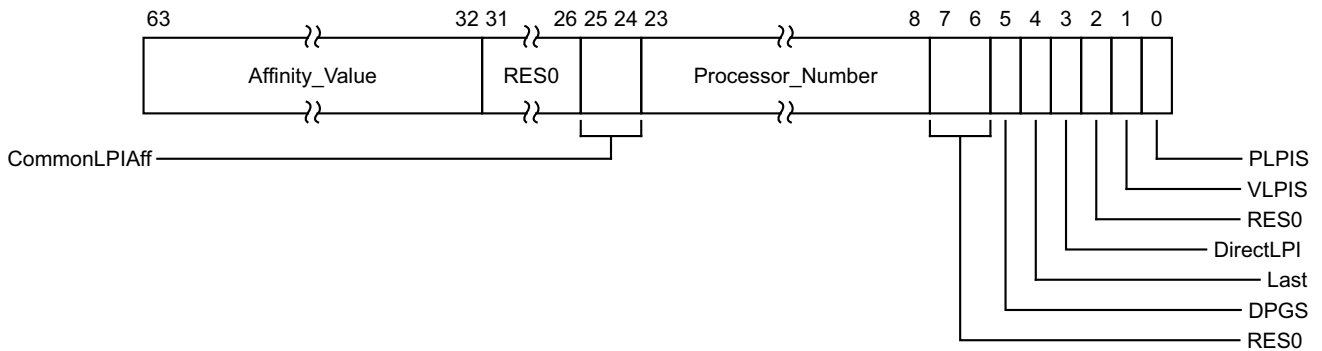 63 32 31 26 25 24 23 8 7 6 5 4 3 2 1 0
Affinity_Value RES0 Processor_Number
CommonLPIAff PLPIS
VLPIS
RES0
DirectLPI
Last
DPGS
RES0